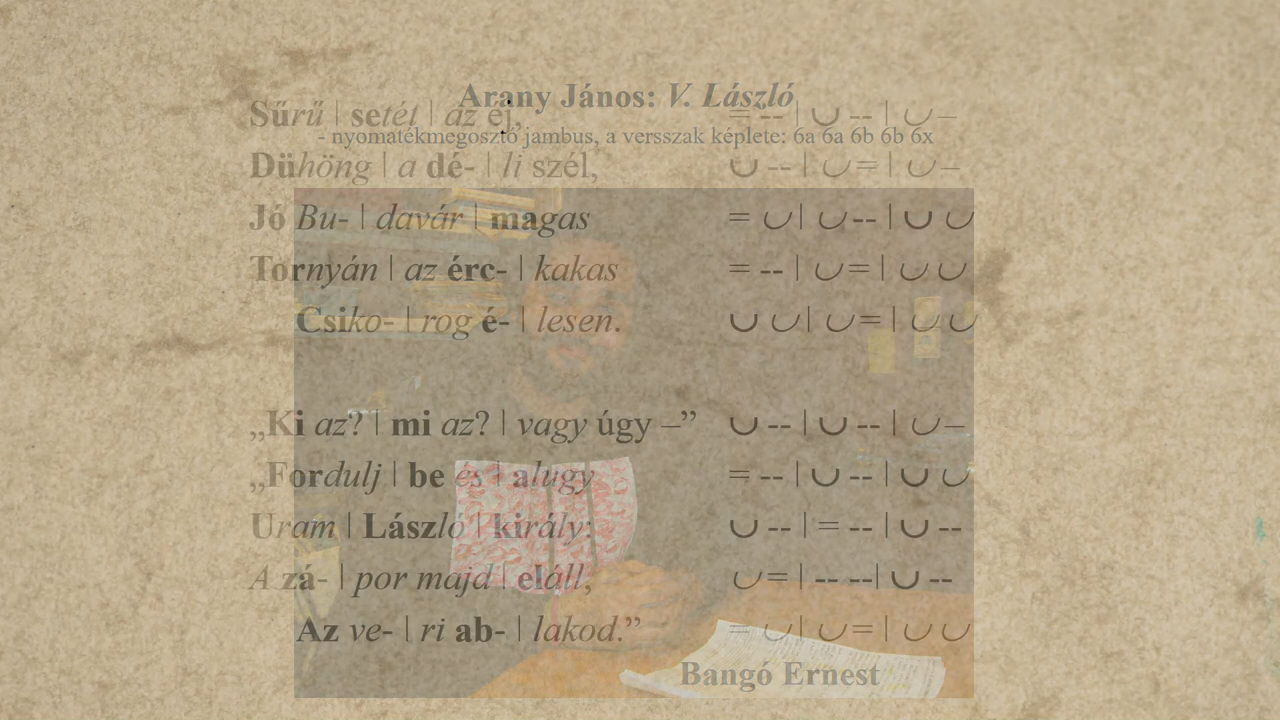 Arany János: V. László
- nyomatékmegosztó jambus, a versszak képlete: 6a 6a 6b 6b 6x
Sűrű | setét | az éj, = -- | ∪ -- | ∪ –
Dühöng | a dé- | li szél, ∪ -- | ∪ = | ∪ –
Jó Bu- | davár | magas = ∪ | ∪ -- | ∪ ∪
Tornyán | az érc- | kakas = -- | ∪ = | ∪ ∪
Csiko- | rog é- | lesen. ∪ ∪ | ∪ = | ∪ ∪
„Ki az? | mi az? | vagy úgy –” ∪ -- | ∪ -- | ∪ –
„Fordulj | be és | alugy = -- | ∪ -- | ∪ ∪
Uram | László | király: ∪ -- | = -- | ∪ --
A zá- | por majd | eláll, ∪ = | -- -- | ∪ --
Az ve- | ri ab- | lakod.” = ∪ | ∪ = | ∪ ∪
Bangó Ernest